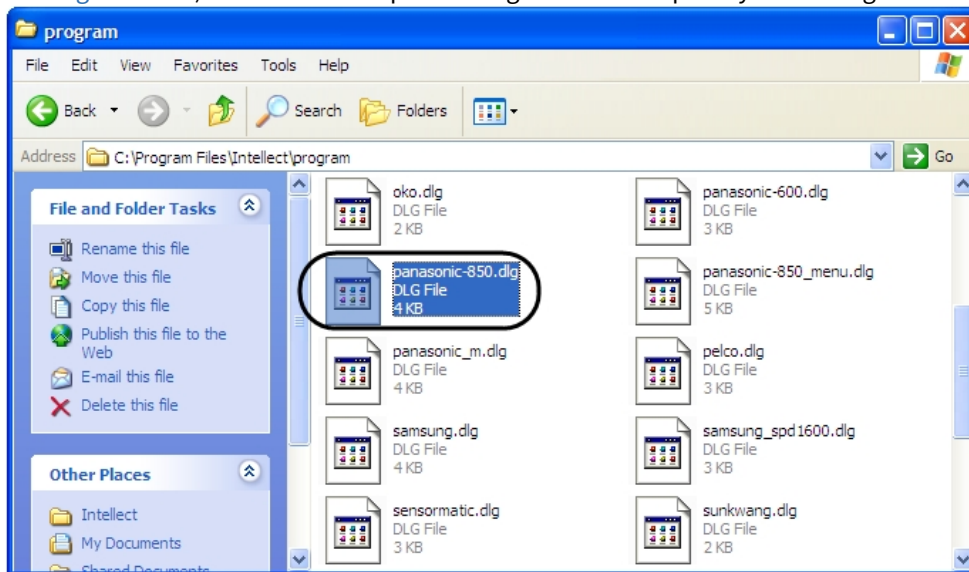 program
File Edit View Favorites Tools Help
Back Search Folders
Address C:\Program Files\Intellect\program Go
File and Folder Tasks
Rename this file
Move this file
Copy this file
Publish this file to the
Web
E-mail this file
Delete this file
Other Places
Intellect
My Documents
Shared Documents
oko.dlg
DLG File
2 KB
panasonic-600.dlg
DLG File
3 KB
panasonic-850.dlg
DLG File
4 KB
panasonic-850_menu.dlg
DLG File
5 KB
panasonic_m.dlg
DLG File
4 KB
pelco.dlg
DLG File
3 KB
samsung.dlg
DLG File
4 KB
samsung_spd1600.dlg
DLG File
3 KB
sensormatic.dlg
DLG File
3 KB
sunkwang.dlg
DLG File
2 KB